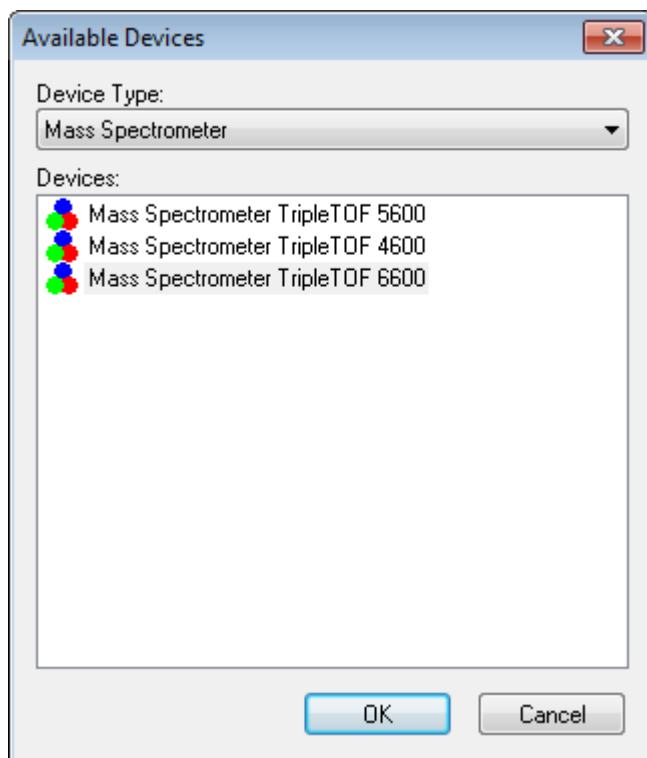 Available Devices
Device Type:
Mass Spectrometer
Devices:
Mass Spectrometer TripleTOF 5600
Mass Spectrometer TripleTOF 4600
Mass Spectrometer TripleTOF 6600
OK
Cancel